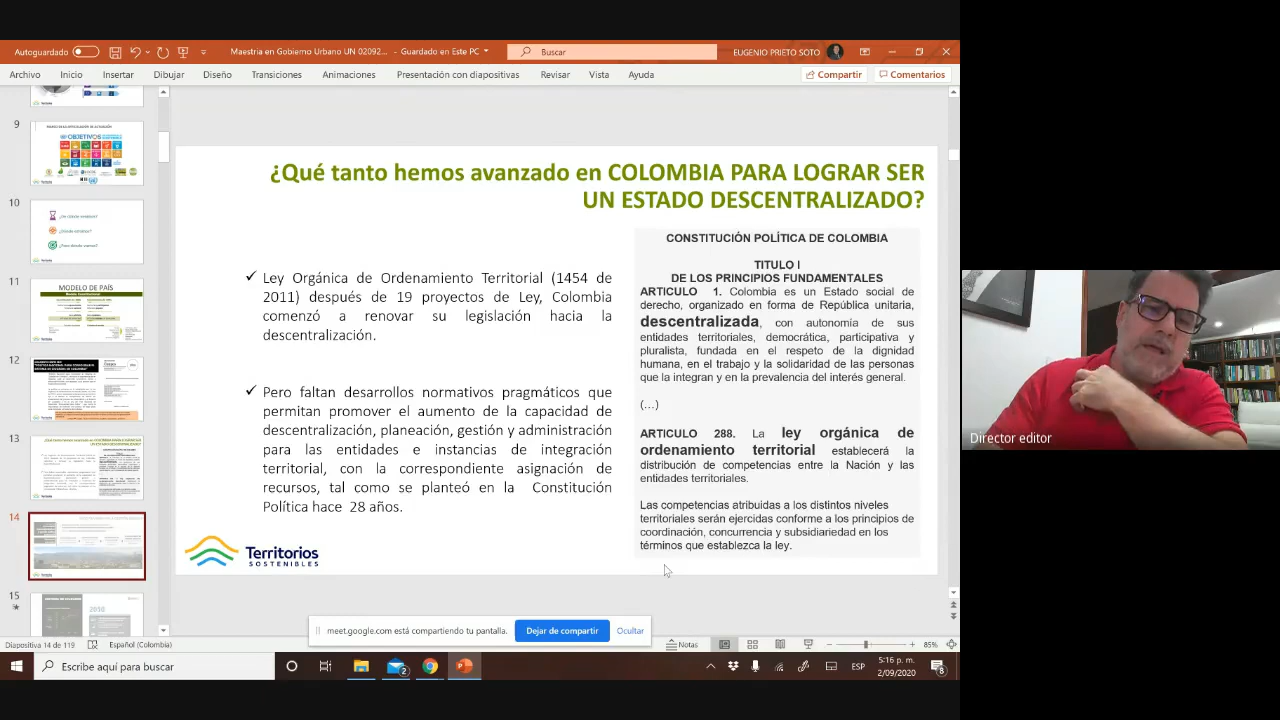 Autoguardado
Maestria en Gobierno Urbano UN 02092... - Guardado en Este PC
Buscar
EUGENIO PRIETO SOTO
Archivo Inicio Insertar Dibujar Diseño Transiciones Animaciones Presentación con diapositivas Revisar Vista Ayuda
Compartir Comentarios
9
OBJETIVOS
10
11
MODELO DE PAÍS
12
13
14
15
2030
¿Qué tanto hemos avanzado en COLOMBIA PARA LOGRAR SER
UN ESTADO DESCENTRALIZADO?
✓ Ley Orgánica de Ordenamiento Territorial (1454 de
2011) después de 19 proyectos de Ley, Colombia
comenzó a renovar su legislación hacia la
descentralización.
✓ Pero faltan desarrollos normativos pragmáticos que
permitan promover el aumento de la capacidad de
descentralización, planeación, gestión y administración
para las entidades e instancias de integración
territorial, con la correspondiente asignación de
recursos, tal como se planteó en la Constitución
Política hace 28 años.
Territorios
SOSTENIBLES
CONSTITUCIÓN POLÍTICA DE COLOMBIA
TITULO I
DE LOS PRINCIPIOS FUNDAMENTALES
ARTICULO 1. Colombia es un Estado social de
derecho, organizado en forma de República unitaria,
descentralizada, con autonomía de sus
entidades territoriales, democrática, participativa y
pluralista, fundada en el respeto de la dignidad
humana, en el trabajo y la solidaridad de las personas
que la integran y en la prevalencia del interés general.
(…)
ARTICULO 288. La ley orgánica de
ordenamiento territorial establecerá la
distribución de competencias entre la Nación y las
entidades territoriales.
Las competencias atribuidas a los distintos niveles
territoriales serán ejercidas conforme a los principios de
coordinación, concurrencia y subsidiariedad en los
términos que establezca la ley.
Director editor
meet.google.com está compartiendo tu pantalla. Dejar de compartir Ocultar
Diapositiva 14 de 119 Español (Colombia) Notas 85%
Escribe aquí para buscar
2
ESP
5:16 p. m.
2/09/2020
8